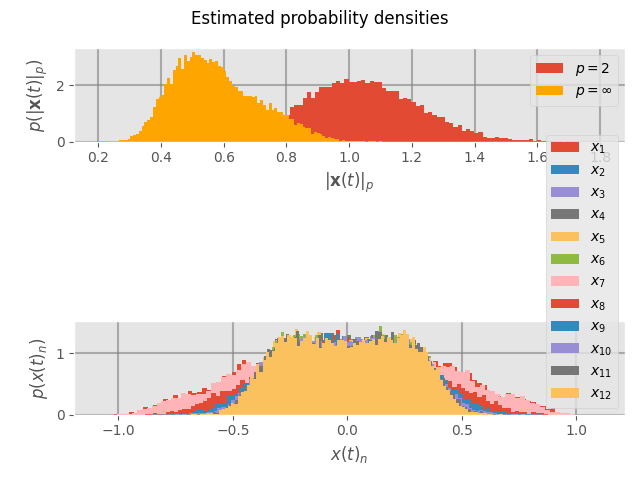 Estimated probability densities
p(|x(t)|ₚ)
2
0
p = 2
p = ∞
0.2 0.4 0.6 0.8 1.0 1.2 1.4 1.6 1.8
|x(t)|ₚ
x₁
x₂
x₃
x₄
x₅
x₆
x₇
x₈
x₉
x₁₀
x₁₁
x₁₂
p(x(t)ₙ)
1
0
−1.0 −0.5 0.0 0.5 1.0
x(t)ₙ